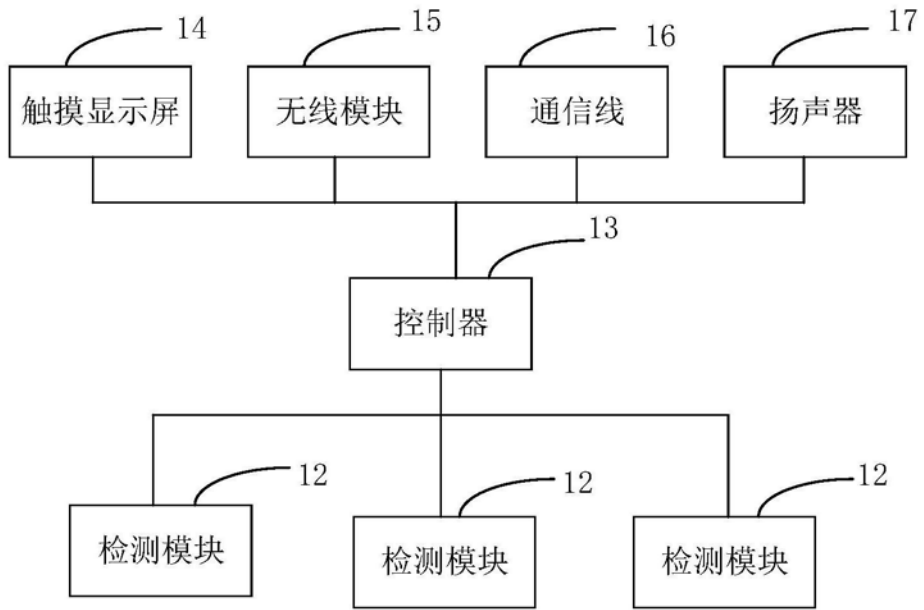 14
15
16
17
触摸显示屏
无线模块
通信线
扬声器
13
控制器
12
12
12
检测模块
检测模块
检测模块